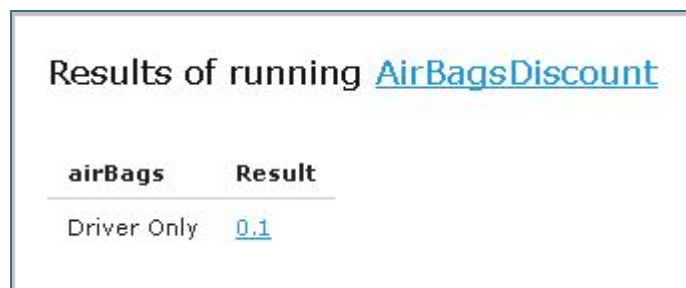 Results of running AirBagsDiscount
airBags Result
Driver Only 0.1